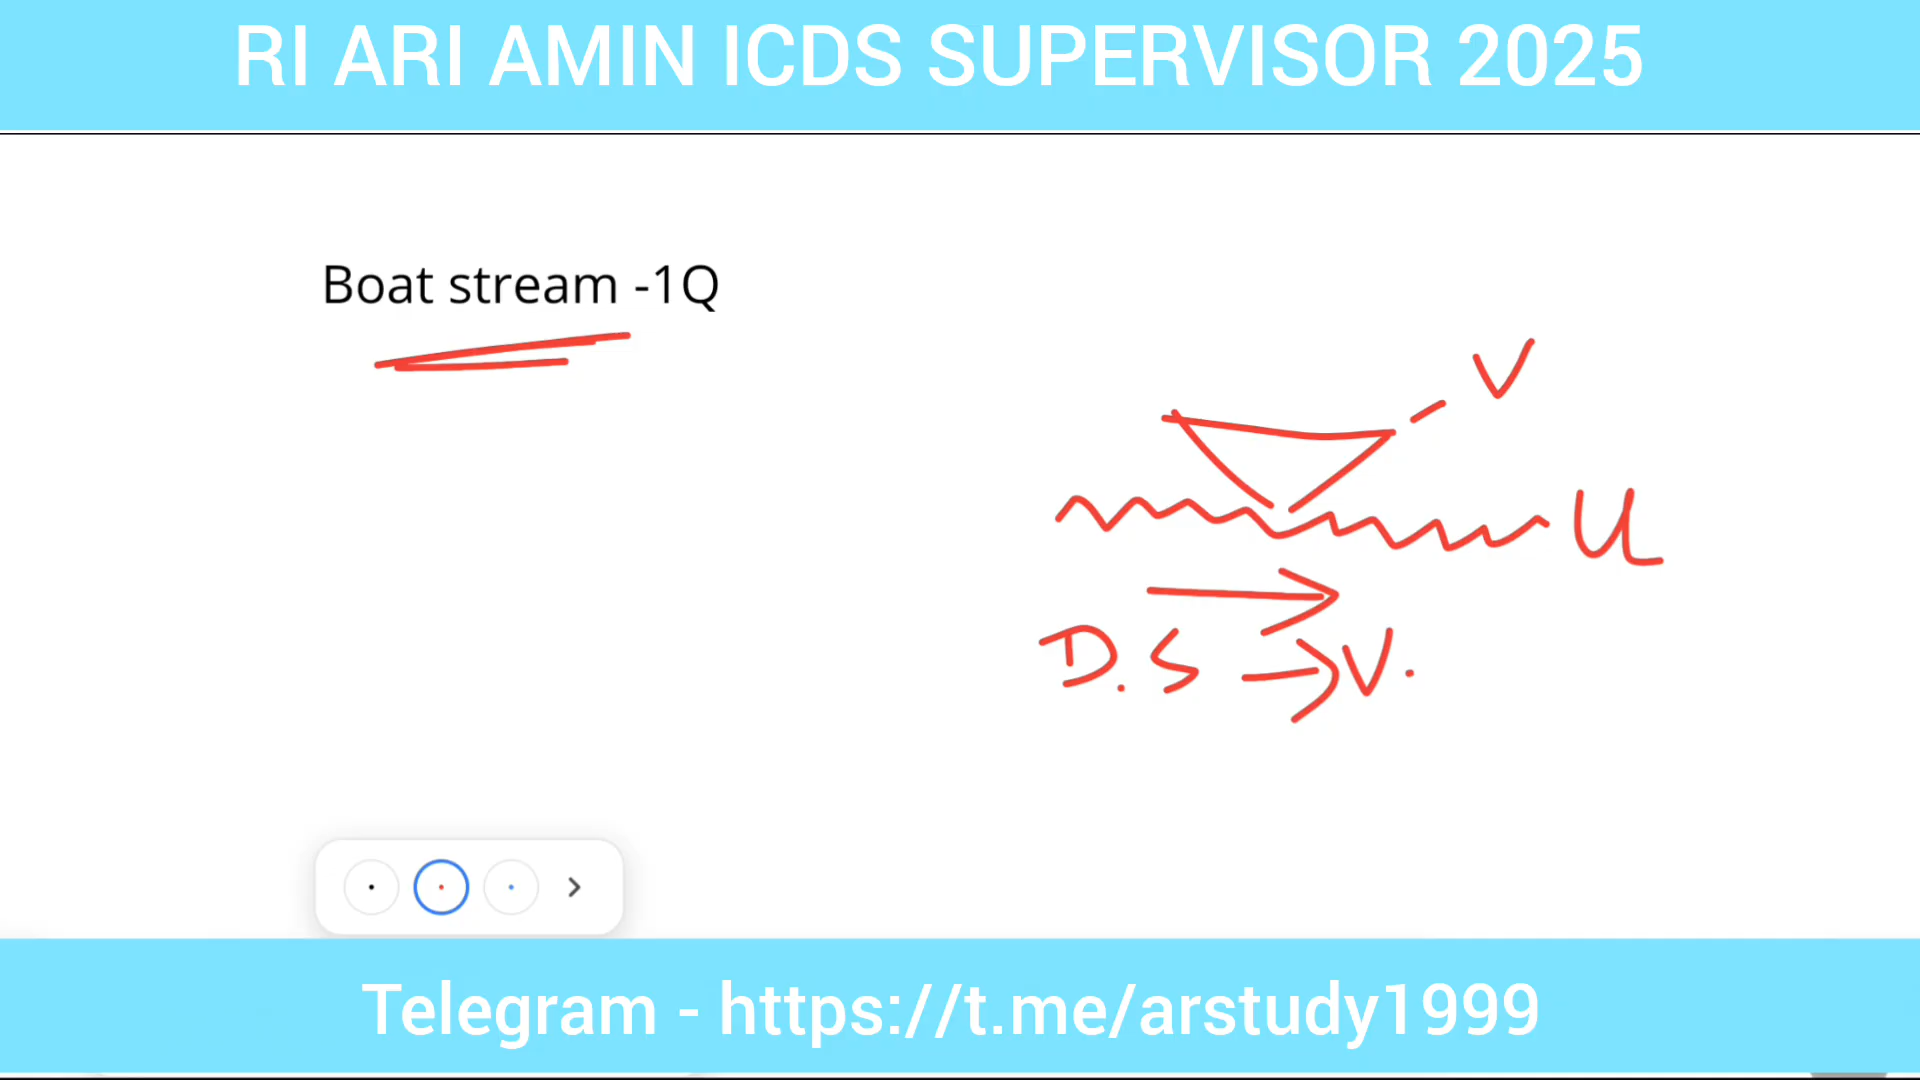 RI ARI AMIN ICDS SUPERVISOR 2025
Boat stream -1Q
V
u
D.S → V.
Telegram - https://t.me/arstudy1999